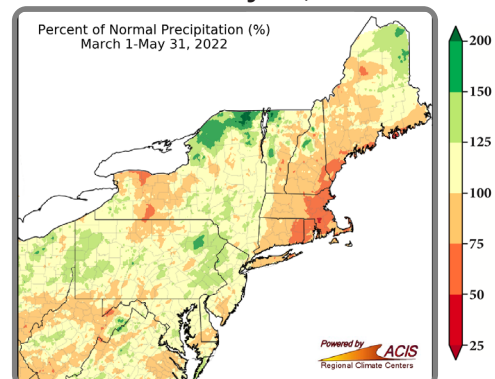 Percent of Normal Precipitation (%)
March 1-May 31, 2022
200
150
125
100
75
50
25
Powered by
ACIS
Regional Climate Centers